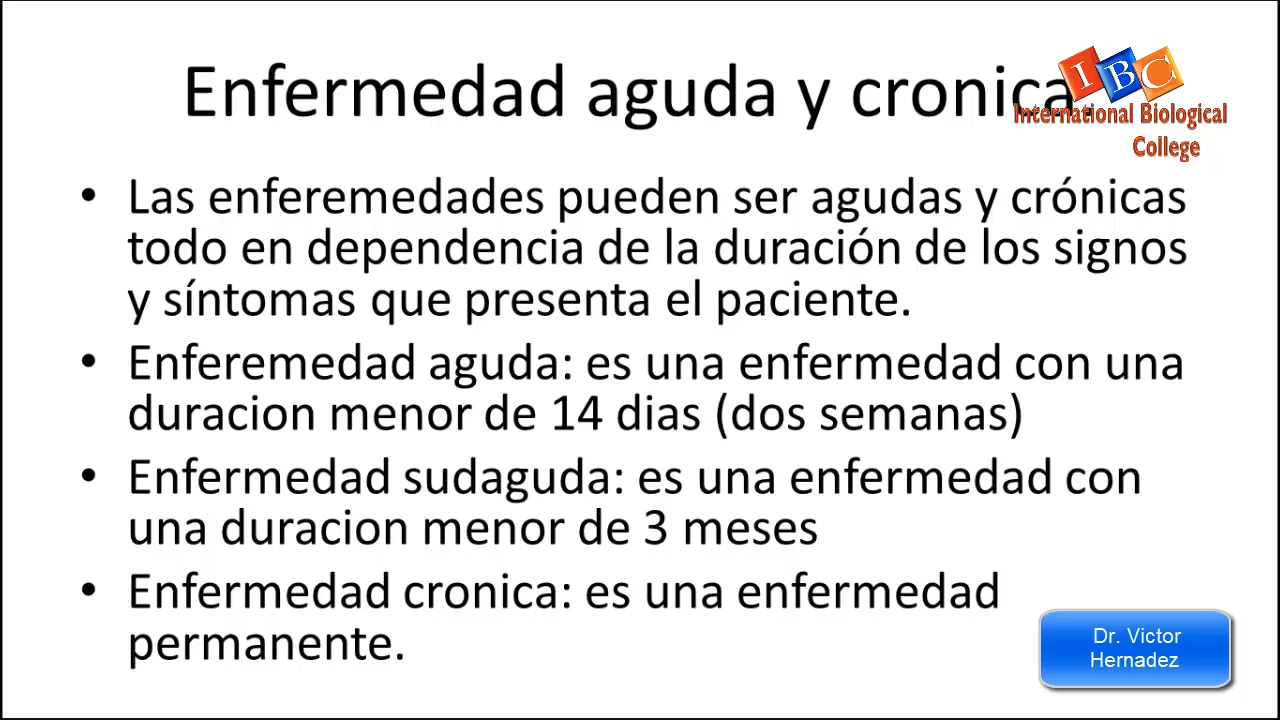 Enfermedad aguda y cronica
IBC
International Biological
College
• Las enferemedades pueden ser agudas y crónicas
todo en dependencia de la duración de los signos
y síntomas que presenta el paciente.
• Enferemedad aguda: es una enfermedad con una
duracion menor de 14 dias (dos semanas)
• Enfermedad sudaguda: es una enfermedad con
una duracion menor de 3 meses
• Enfermedad cronica: es una enfermedad
permanente.
Dr. Victor
Hernadez